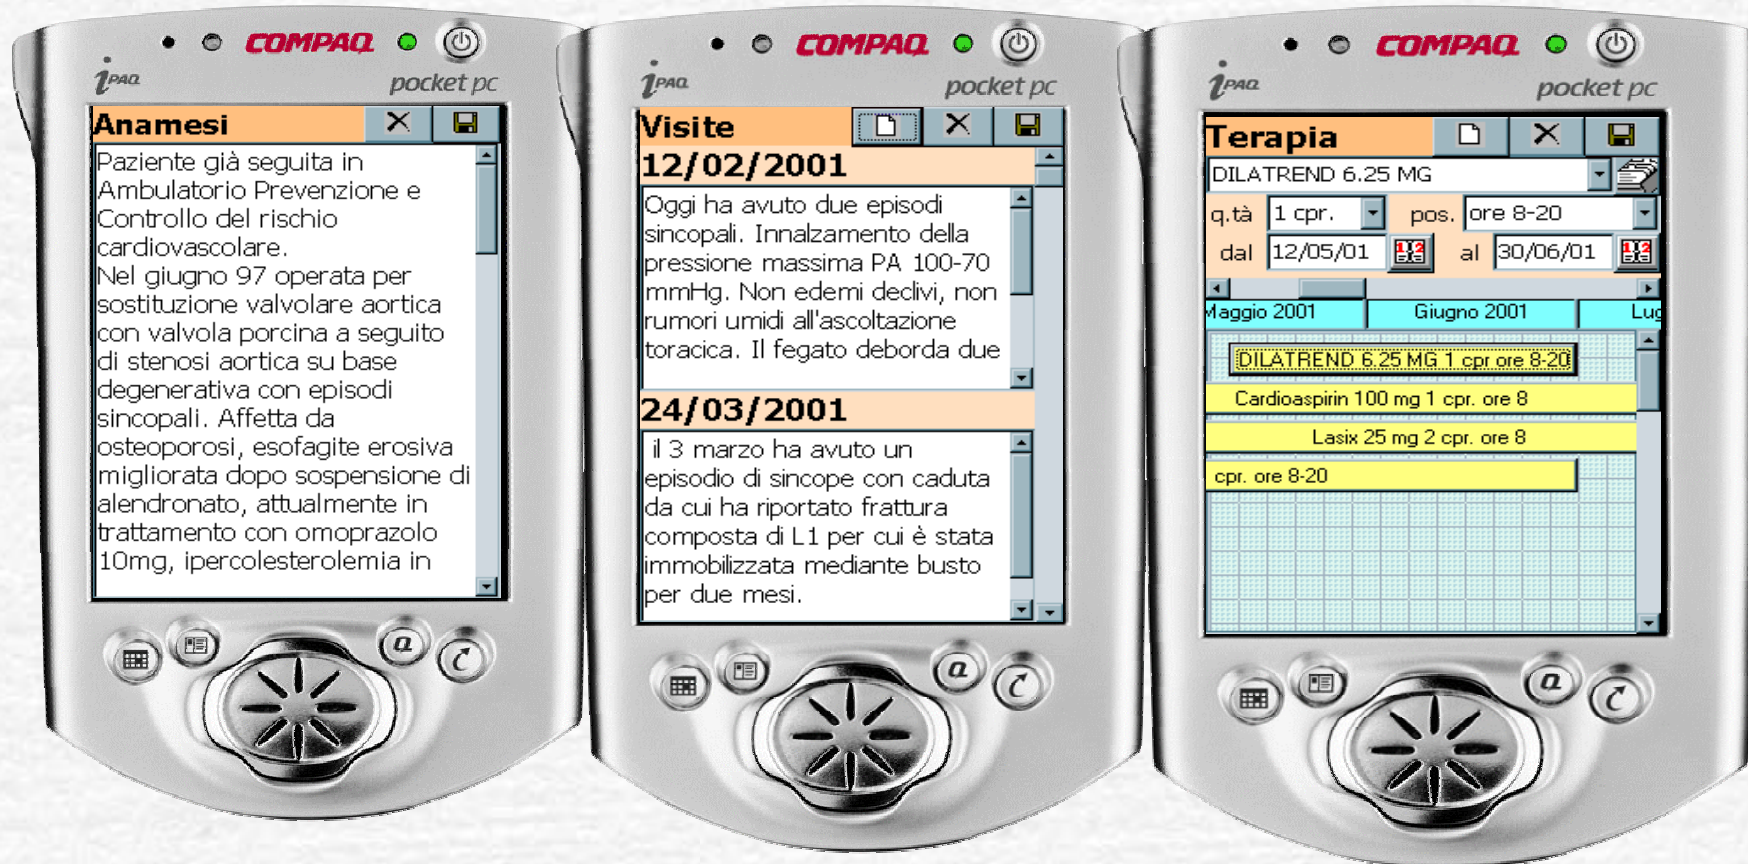 COMPAQ
iPAQ
pocket pc
Anamesi
Paziente già seguita in
Ambulatorio Prevenzione e
Controllo del rischio
cardiovascolare.
Nel giugno 97 operata per
sostituzione valvolare aortica
con valvola porcina a seguito
di stenosi aortica su base
degenerativa con episodi
sincopali. Affetta da
osteoporosi, esofagite erosiva
migliorata dopo sospensione di
alendronato, attualmente in
trattamento con omoprazolo
10mg, ipercolesterolemia in
COMPAQ
iPAQ
pocket pc
Visite
12/02/2001
Oggi ha avuto due episodi
sincopali. Innalzamento della
pressione massima PA 100-70
mmHg. Non edemi declivi, non
rumori umidi all'ascoltazione
toracica. Il fegato deborda due
24/03/2001
il 3 marzo ha avuto un
episodio di sincope con caduta
da cui ha riportato frattura
composta di L1 per cui è stata
immobilizzata mediante busto
per due mesi.
COMPAQ
iPAQ
pocket pc
Terapia
DILATREND 6.25 MG
q.tà 1 cpr. pos. ore 8-20
dal 12/05/01 al 30/06/01
Maggio 2001 Giugno 2001 Lug
DILATREND 6.25 MG 1 cpr ore 8-20
Cardioaspirin 100 mg 1 cpr. ore 8
Lasix 25 mg 2 cpr. ore 8
cpr. ore 8-20